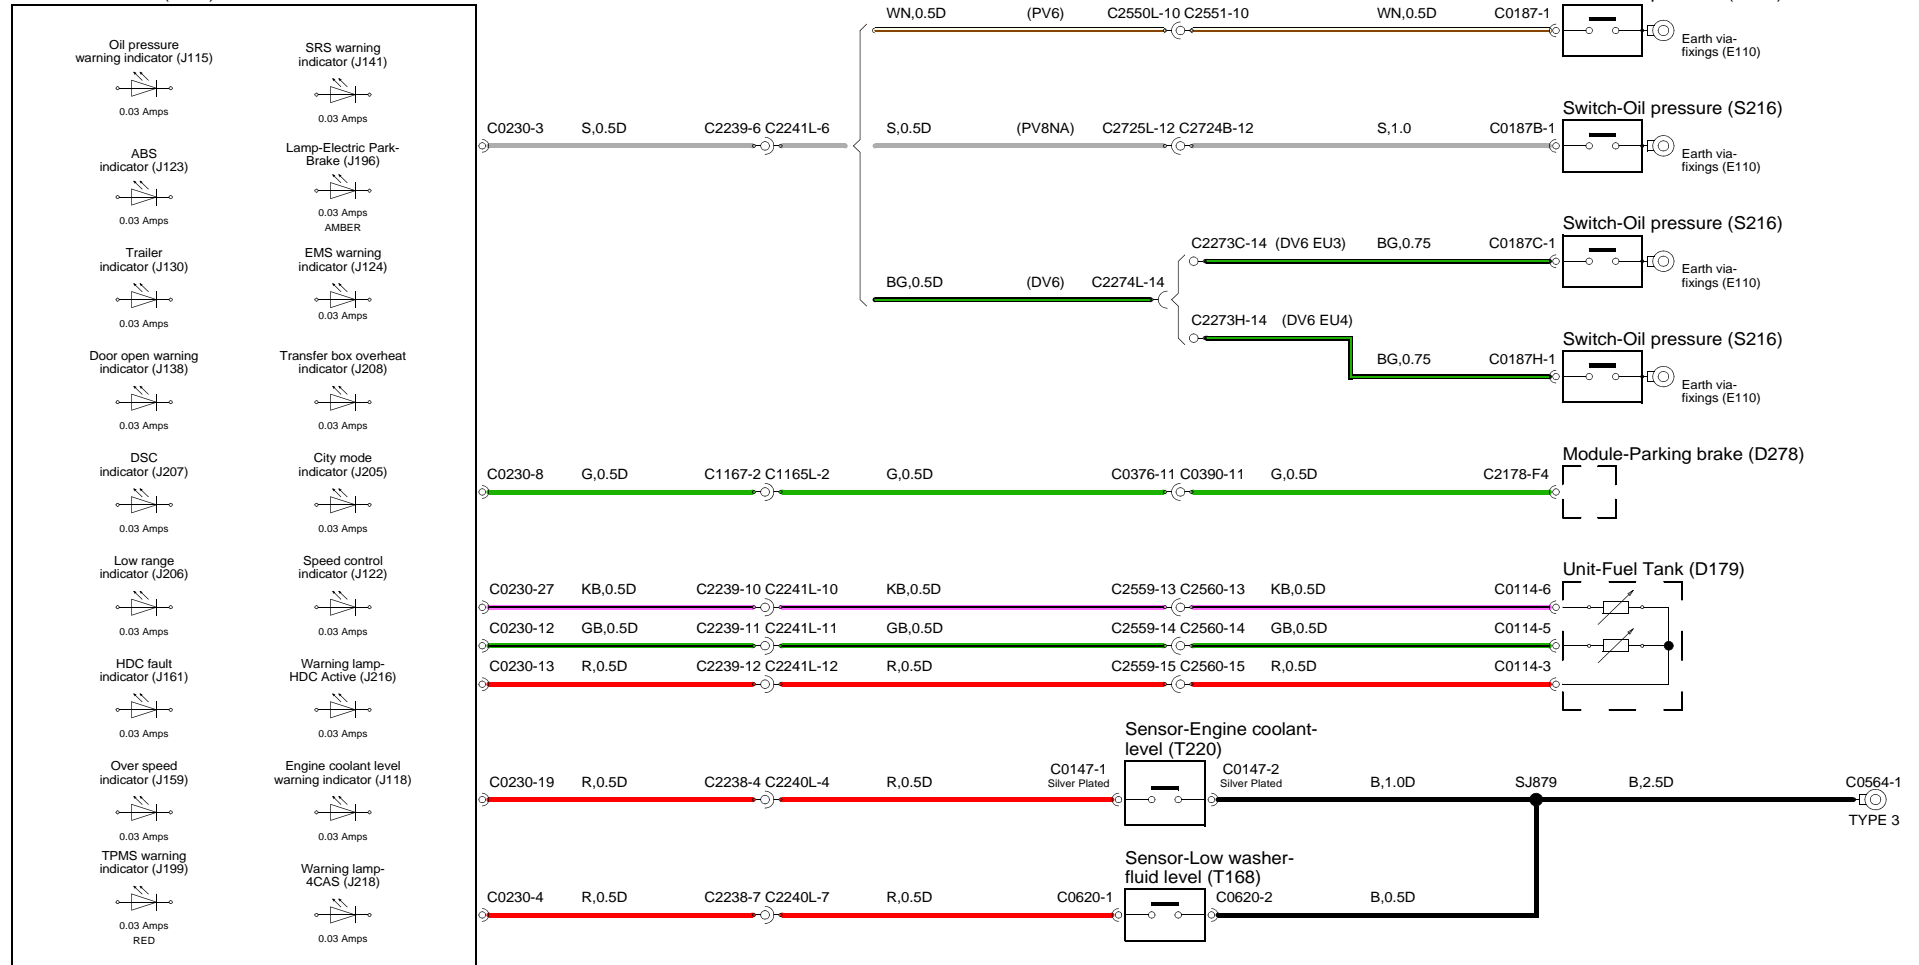 Oil pressure
warning indicator (J115)
0.03 Amps
SRS warning
indicator (J141)
0.03 Amps
ABS
indicator (J123)
0.03 Amps
Lamp-Electric Park-
Brake (J196)
0.03 Amps
AMBER
Trailer
indicator (J130)
0.03 Amps
EMS warning
indicator (J124)
0.03 Amps
Door open warning
indicator (J138)
0.03 Amps
Transfer box overheat
indicator (J208)
0.03 Amps
DSC
indicator (J207)
0.03 Amps
City mode
indicator (J205)
0.03 Amps
Low range
indicator (J206)
0.03 Amps
Speed control
indicator (J122)
0.03 Amps
HDC fault
indicator (J161)
0.03 Amps
Warning lamp-
HDC Active (J216)
0.03 Amps
Over speed
indicator (J159)
0.03 Amps
Engine coolant level
warning indicator (J118)
0.03 Amps
TPMS warning
indicator (J199)
0.03 Amps
RED
Warning lamp-
4CAS (J218)
0.03 Amps
WN,0.5D (PV6) C2550L-10 C2551-10 WN,0.5D C0187-1
Earth via-
fixings (E110)
Switch-Oil pressure (S216)
C0230-3 S,0.5D C2239-6 C2241L-6 S,0.5D (PV8NA) C2725L-12 C2724B-12 S,1.0 C0187B-1
Earth via-
fixings (E110)
Switch-Oil pressure (S216)
C2273C-14 (DV6 EU3) BG,0.75 C0187C-1
Earth via-
fixings (E110)
BG,0.5D (DV6) C2274L-14
C2273H-14 (DV6 EU4)
Switch-Oil pressure (S216)
BG,0.75 C0187H-1
Earth via-
fixings (E110)
Module-Parking brake (D278)
C0230-8 G,0.5D C1167-2 C1165L-2 G,0.5D C0376-11 C0390-11 G,0.5D C2178-F4
Unit-Fuel Tank (D179)
C0230-27 KB,0.5D C2239-10 C2241L-10 KB,0.5D C2559-13 C2560-13 KB,0.5D C0114-6
C0230-12 GB,0.5D C2239-11 C2241L-11 GB,0.5D C2559-14 C2560-14 GB,0.5D C0114-5
C0230-13 R,0.5D C2239-12 C2241L-12 R,0.5D C2559-15 C2560-15 R,0.5D C0114-3
Sensor-Engine coolant-
level (T220)
C0147-1 C0147-2
Silver Plated Silver Plated
C0230-19 R,0.5D C2238-4 C2240L-4 R,0.5D B,1.0D SJ879 B,2.5D C0564-1
TYPE 3
Sensor-Low washer-
fluid level (T168)
C0230-4 R,0.5D C2238-7 C2240L-7 R,0.5D C0620-1 C0620-2 B,0.5D